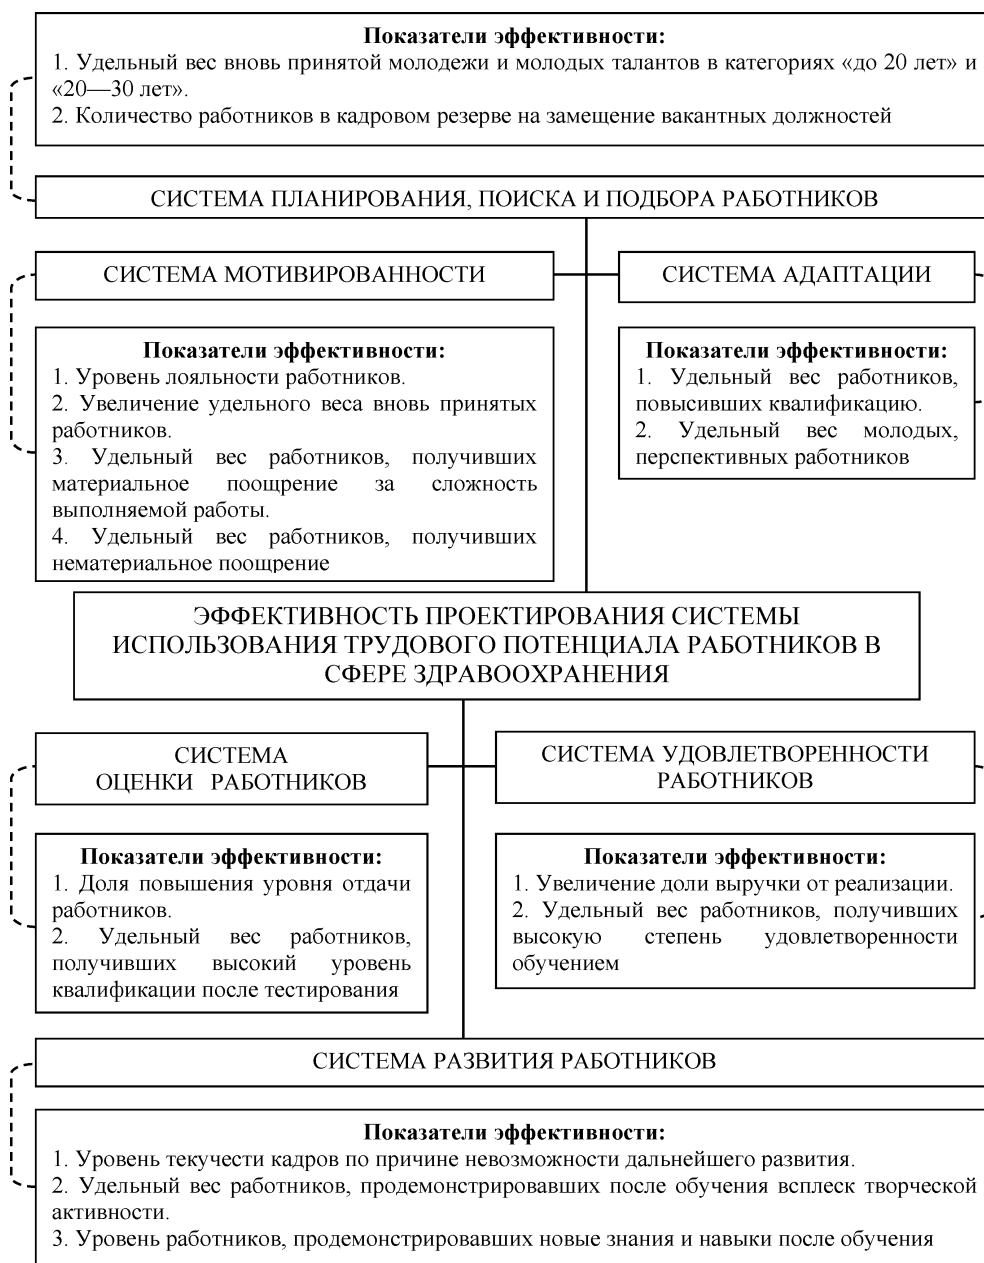 Показатели эффективности:
1. Удельный вес вновь принятой молодежи и молодых талантов в категориях «до 20 лет» и
«20—30 лет».
2. Количество работников в кадровом резерве на замещение вакантных должностей
СИСТЕМА ПЛАНИРОВАНИЯ, ПОИСКА И ПОДБОРА РАБОТНИКОВ
СИСТЕМА МОТИВИРОВАННОСТИ
Показатели эффективности:
1. Уровень лояльности работников.
2. Увеличение удельного веса вновь принятых
работников.
3. Удельный вес работников, получивших
материальное поощрение за сложность
выполняемой работы.
4. Удельный вес работников, получивших
нематериальное поощрение
СИСТЕМА АДАПТАЦИИ
Показатели эффективности:
1. Удельный вес работников,
повысивших квалификацию.
2. Удельный вес молодых,
перспективных работников
ЭФФЕКТИВНОСТЬ ПРОЕКТИРОВАНИЯ СИСТЕМЫ
ИСПОЛЬЗОВАНИЯ ТРУДОВОГО ПОТЕНЦИАЛА РАБОТНИКОВ В
СФЕРЕ ЗДРАВООХРАНЕНИЯ
СИСТЕМА
ОЦЕНКИ РАБОТНИКОВ
Показатели эффективности:
1. Доля повышения уровня отдачи
работников.
2. Удельный вес работников,
получивших высокий уровень
квалификации после тестирования
СИСТЕМА УДОВЛЕТВОРЕННОСТИ
РАБОТНИКОВ
Показатели эффективности:
1. Увеличение доли выручки от реализации.
2. Удельный вес работников, получивших
высокую степень удовлетворенности
обучением
СИСТЕМА РАЗВИТИЯ РАБОТНИКОВ
Показатели эффективности:
1. Уровень текучести кадров по причине невозможности дальнейшего развития.
2. Удельный вес работников, продемонстрировавших после обучения всплеск творческой
активности.
3. Уровень работников, продемонстрировавших новые знания и навыки после обучения